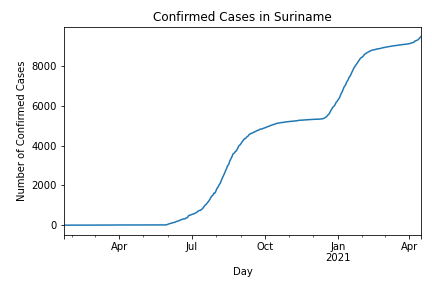 Confirmed Cases in Suriname
Number of Confirmed Cases
8000
6000
4000
2000
0
Apr
Jul
Oct
Jan
2021
Apr
Day